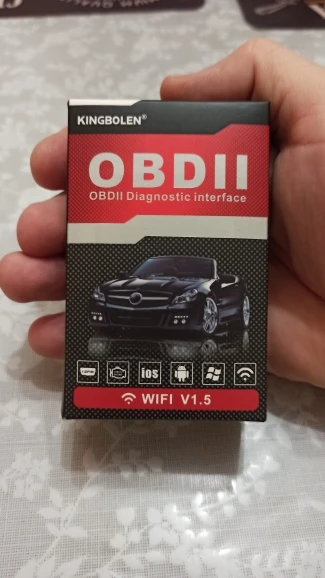 KINGBOLEN®
OBDII
OBDII Diagnostic interface
ios
WIFI V1.5